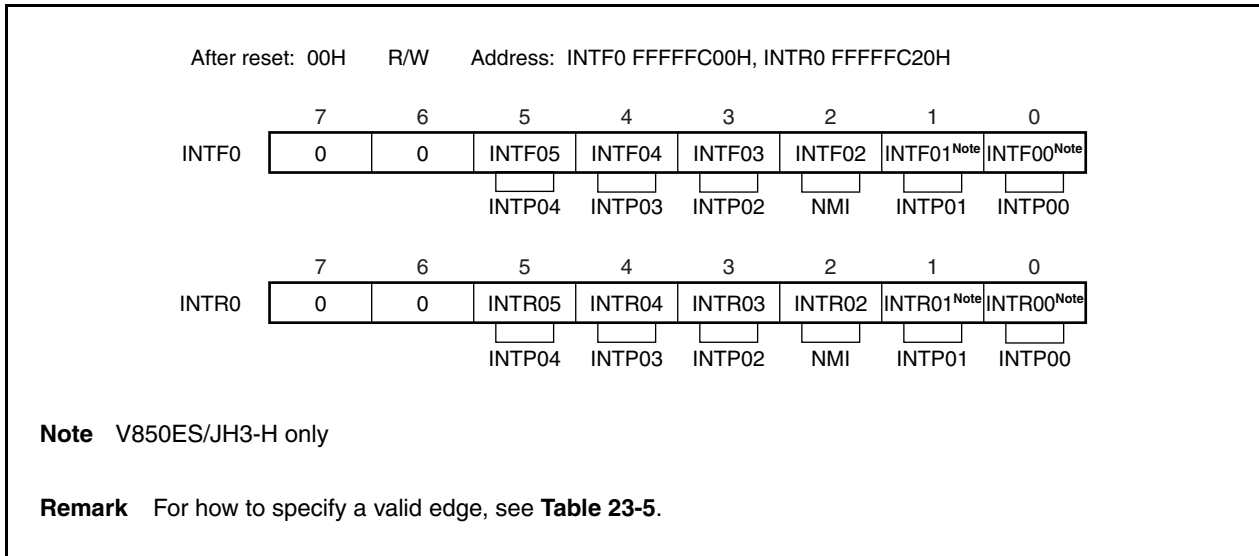 After reset: 00H R/W Address: INTF0 FFFFFC00H, INTR0 FFFFFC20H
7 6 5 4 3 2 1 0
INTF0 0 0 INTF05 INTF04 INTF03 INTF02 INTF01Note INTF00Note
INTP04 INTP03 INTP02 NMI INTP01 INTP00
7 6 5 4 3 2 1 0
INTR0 0 0 INTR05 INTR04 INTR03 INTR02 INTR01Note INTR00Note
INTP04 INTP03 INTP02 NMI INTP01 INTP00
Note V850ES/JH3-H only
Remark For how to specify a valid edge, see Table 23-5.